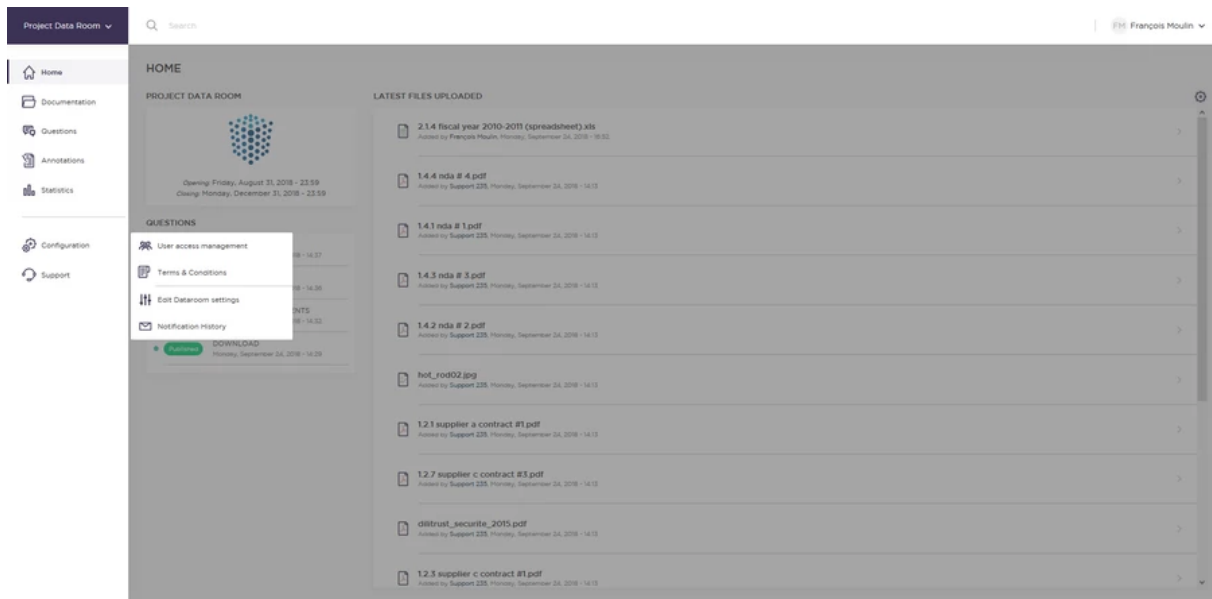 Project Data Room
Search
FM François Moulin
Home
Documentation
Questions
Annotations
Statistics
Configuration
Support
HOME
PROJECT DATA ROOM
Opening: Friday, August 31, 2018 - 23:59
Closing: Monday, December 31, 2018 - 23:59
QUESTIONS
User access management
Terms & Conditions
Edit Dataroom settings
Notification History
18 - 14:27
18 - 14:28
ENTS
18 - 14:32
Published
DOWNLOAD
Monday, September 24, 2018 - 14:29
LATEST FILES UPLOADED
2.1.4 fiscal year 2010-2011 (spreadsheet).xls
Added by François Moulin, Monday, September 24, 2018 - 16:52
1.4.4 nda # 4.pdf
Added by Support 235, Monday, September 24, 2018 - 14:13
1.4.1 nda # 1.pdf
Added by Support 235, Monday, September 24, 2018 - 14:13
1.4.3 nda # 3.pdf
Added by Support 235, Monday, September 24, 2018 - 14:13
1.4.2 nda # 2.pdf
Added by Support 235, Monday, September 24, 2018 - 14:13
hot_rod02.jpg
Added by Support 235, Monday, September 24, 2018 - 14:13
1.2.1 supplier a contract #1.pdf
Added by Support 235, Monday, September 24, 2018 - 14:13
1.2.7 supplier c contract #3.pdf
Added by Support 235, Monday, September 24, 2018 - 14:13
dilitrust_securite_2015.pdf
Added by Support 235, Monday, September 24, 2018 - 14:13
1.2.3 supplier c contract #1.pdf
Added by Support 235, Monday, September 24, 2018 - 14:13